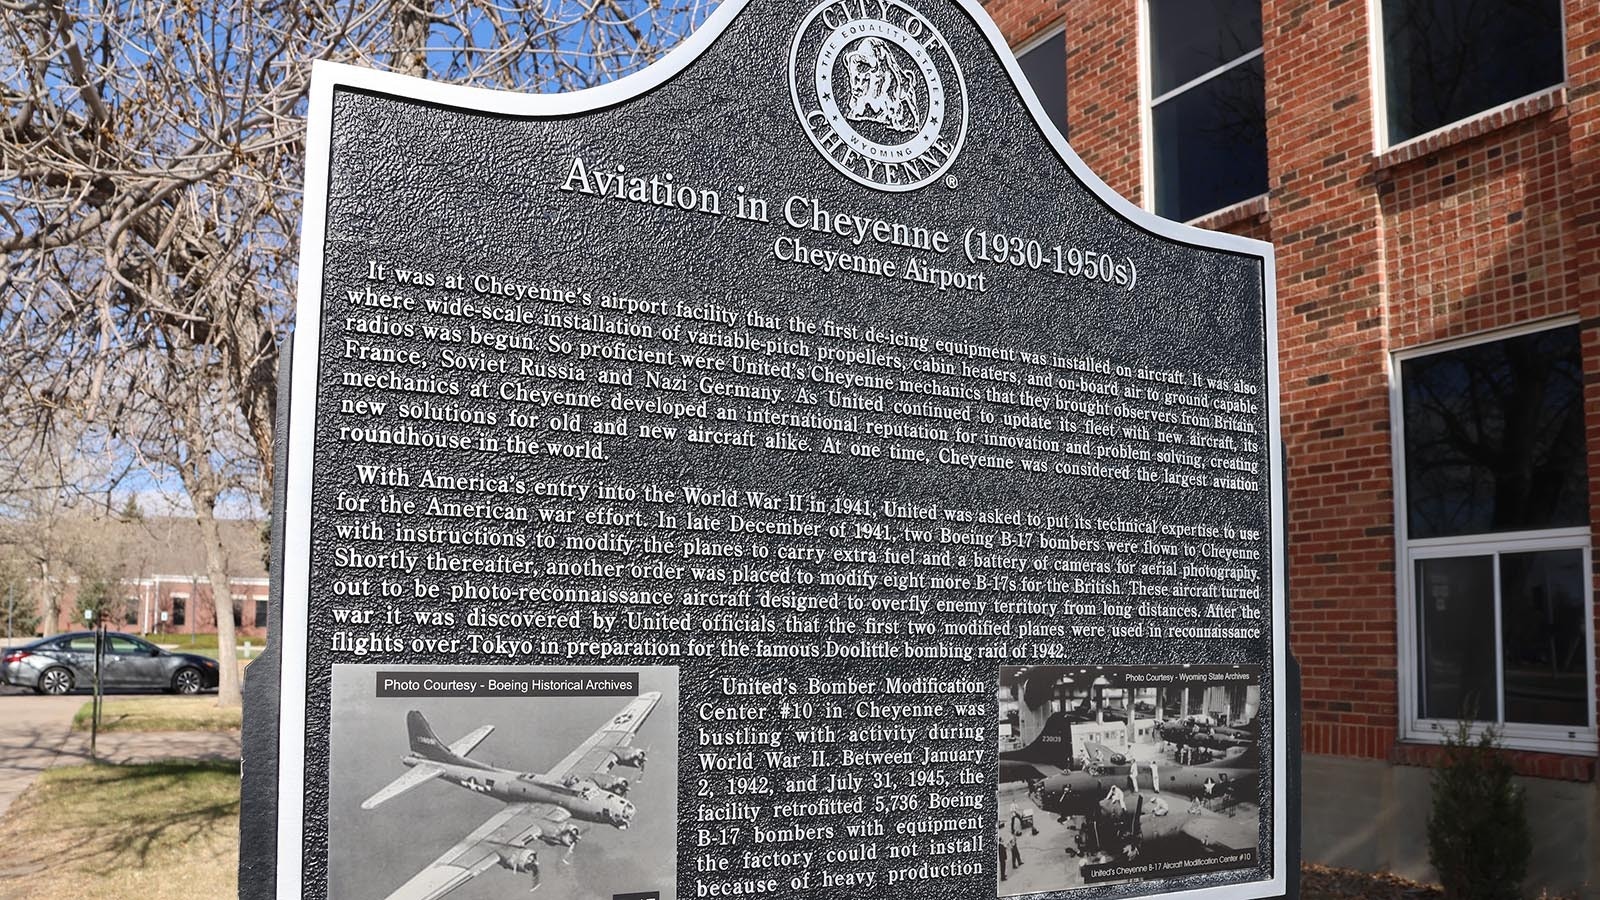 CITY OF
THE EQUALITY STATE
WYOMING
CHEYENNE
®
Aviation in Cheyenne (1930-1950s)
Cheyenne Airport
It was at Cheyenne's airport facility that the first de-icing equipment was installed on aircraft. It was also
where wide-scale installation of variable-pitch propellers, cabin heaters, and on-board air to ground capable
radios was begun. So proficient were United's Cheyenne mechanics that they brought observers from Britain,
France, Soviet Russia and Nazi Germany. As United continued to update its fleet with new aircraft, its
mechanics at Cheyenne developed an international reputation for innovation and problem solving, creating
new solutions for old and new aircraft alike. At one time, Cheyenne was considered the largest aviation
roundhouse in the world.
With America's entry into the World War II in 1941, United was asked to put its technical expertise to use
for the American war effort. In late December of 1941, two Boeing B-17 bombers were flown to Cheyenne
with instructions to modify the planes to carry extra fuel and a battery of cameras for aerial photography.
Shortly thereafter, another order was placed to modify eight more B-17s for the British. These aircraft turned
out to be photo-reconnaissance aircraft designed to overfly enemy territory from long distances. After the
war it was discovered by United officials that the first two modified planes were used in reconnaissance
flights over Tokyo in preparation for the famous Doolittle bombing raid of 1942.
Photo Courtesy - Boeing Historical Archives
United's Bomber Modification
Center #10 in Cheyenne was
bustling with activity during
World War II. Between January
2, 1942, and July 31, 1945, the
facility retrofitted 5,736 Boeing
B-17 bombers with equipment
the factory could not install
because of heavy production
Photo Courtesy - Wyoming State Archives
230139
United's Cheyenne B-17 Aircraft Modification Center #10